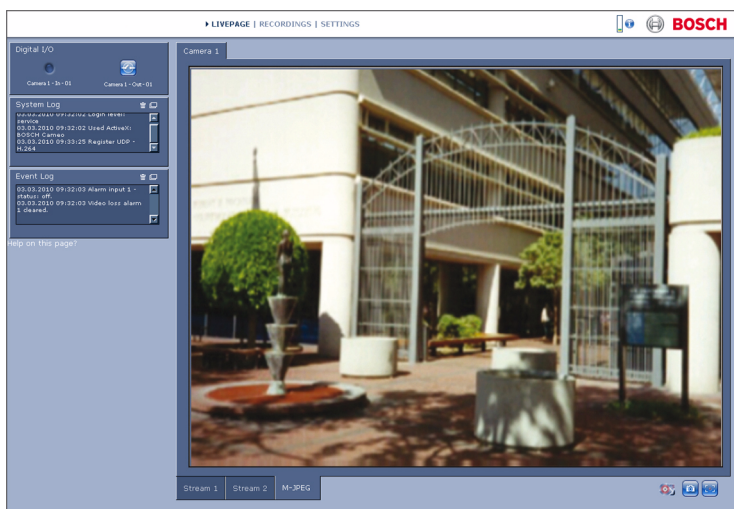 LIVEPAGE | RECORDINGS | SETTINGS
BOSCH
Digital I/O
Camera 1 - In - 01
Camera 1 - Out - 01
System Log
03.03.2010 09:32:02 Login level:
service
03.03.2010 09:32:02 Used ActiveX:
BOSCH Cameo
03.03.2010 09:33:25 Register UDP -
H.264
Event Log
03.03.2010 09:32:03 Alarm input 1 -
status: off.
03.03.2010 09:32:03 Video loss alarm
1 cleared.
Help on this page?
Camera 1
Stream 1
Stream 2
M-JPEG